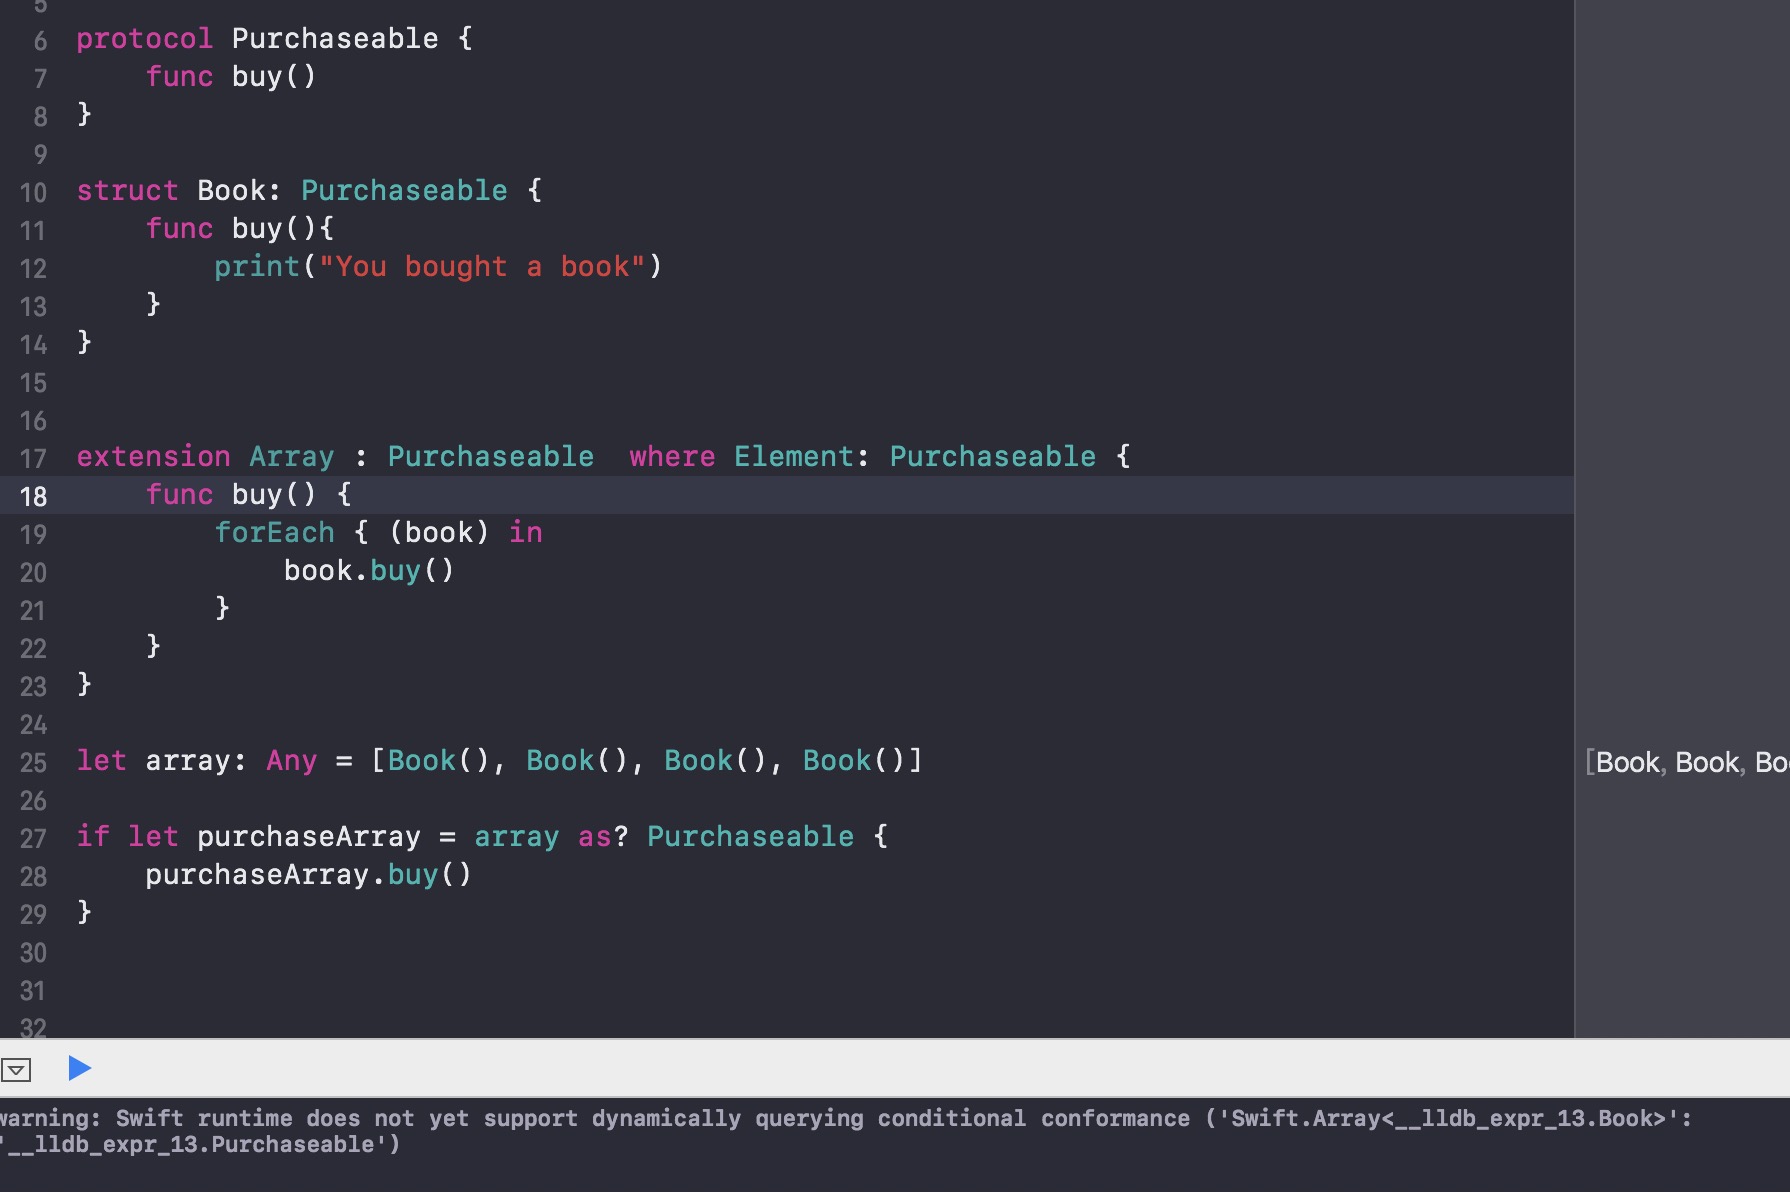 5
6 protocol Purchaseable {
7     func buy()
8 }
9
10 struct Book: Purchaseable {
11     func buy(){
12         print("You bought a book")
13     }
14 }
15
16
17 extension Array : Purchaseable  where Element: Purchaseable {
18     func buy() {
19         forEach { (book) in
20             book.buy()
21         }
22     }
23 }
24
25 let array: Any = [Book(), Book(), Book(), Book()]
[Book, Book, Boo
26
27 if let purchaseArray = array as? Purchaseable {
28     purchaseArray.buy()
29 }
30
31
32
warning: Swift runtime does not yet support dynamically querying conditional conformance ('Swift.Array<__lldb_expr_13.Book>':
'__lldb_expr_13.Purchaseable')